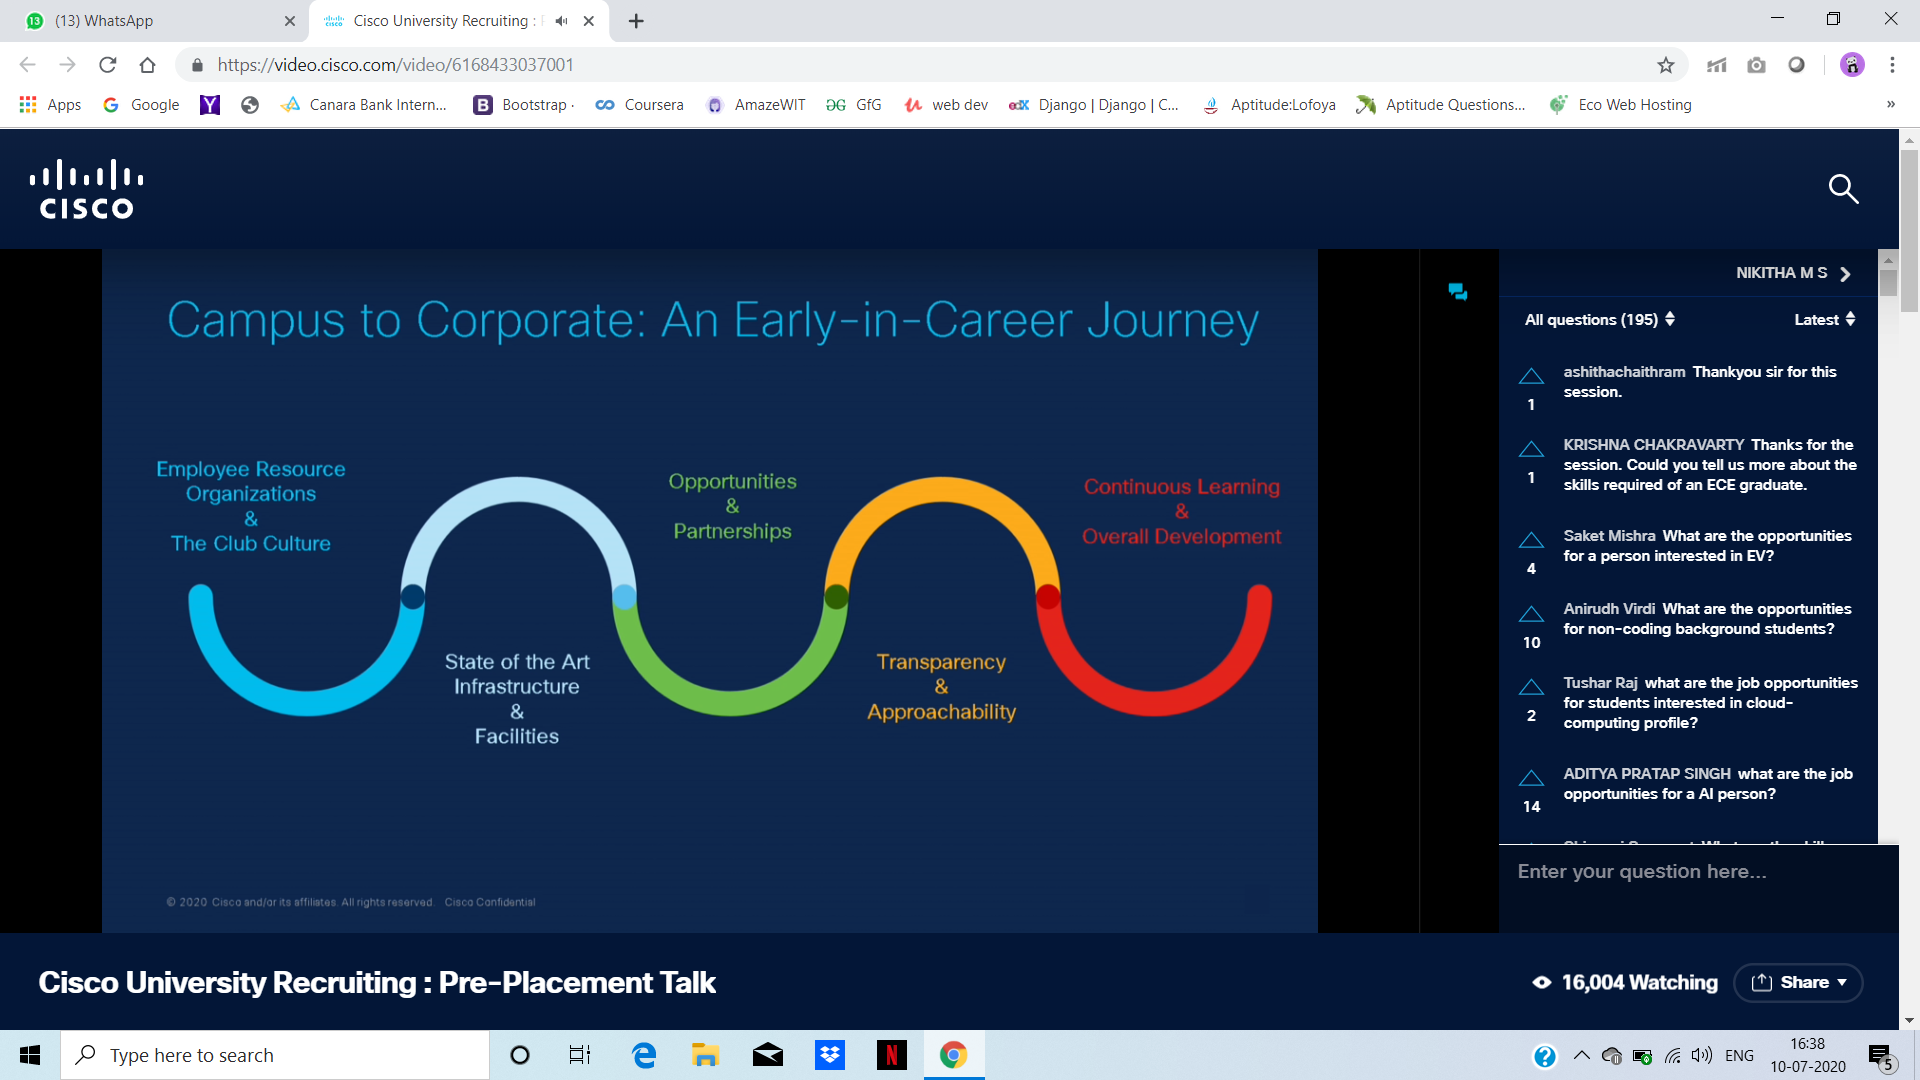 (13) WhatsApp
Cisco University Recruiting :
https://video.cisco.com/video/6168433037001
Apps
Google
Canara Bank Intern...
Bootstrap ·
Coursera
AmazeWIT
GfG
web dev
Django | Django | C...
Aptitude:Lofoya
Aptitude Questions...
Eco Web Hosting
»
CISCO
Campus to Corporate: An Early-in-Career Journey
Employee Resource
Organizations
&
The Club Culture
State of the Art
Infrastructure
&
Facilities
Opportunities
&
Partnerships
Transparency
&
Approachability
Continuous Learning
&
Overall Development
© 2020 Cisco and/or its affiliates. All rights reserved. Cisco Confidential
NIKITHA M S
All questions (195)
Latest
ashithachaithram Thankyou sir for this
session.
1
KRISHNA CHAKRAVARTY Thanks for the
session. Could you tell us more about the
skills required of an ECE graduate.
1
Saket Mishra What are the opportunities
for a person interested in EV?
4
Anirudh Virdi What are the opportunities
for non-coding background students?
10
Tushar Raj what are the job opportunities
for students interested in cloud-
computing profile?
2
ADITYA PRATAP SINGH what are the job
opportunities for a AI person?
14
Enter your question here...
Cisco University Recruiting : Pre-Placement Talk
16,004 Watching
Share
Type here to search
ENG
16:38
10-07-2020
5